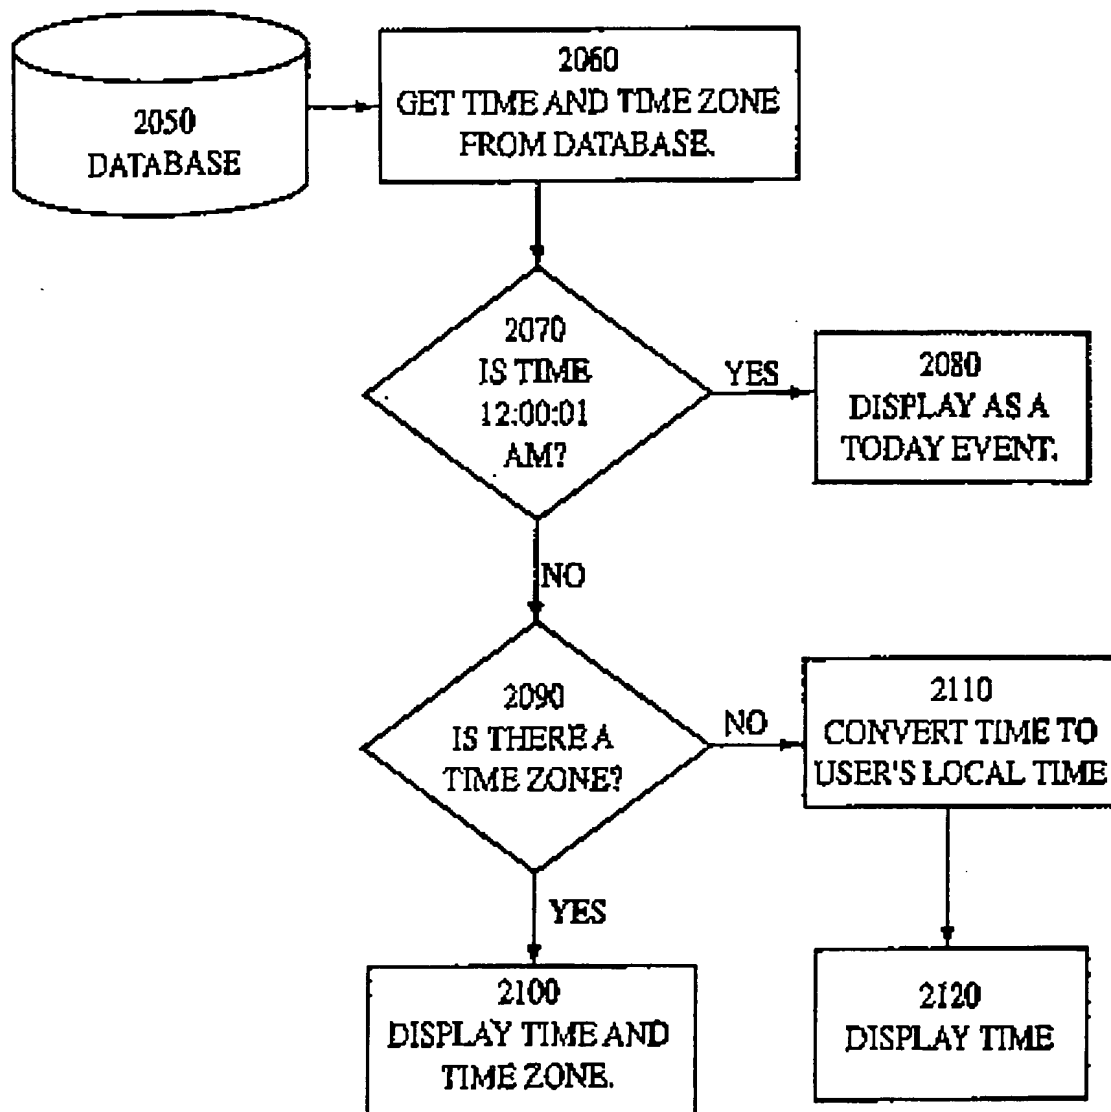 2050
DATABASE
2060
GET TIME AND TIME ZONE
FROM DATABASE.
2070
IS TIME
12:00:01
AM?
YES
2080
DISPLAY AS A
TODAY EVENT.
NO
2090
IS THERE A
TIME ZONE?
NO
2110
CONVERT TIME TO
USER'S LOCAL TIME
YES
2100
DISPLAY TIME AND
TIME ZONE.
2120
DISPLAY TIME